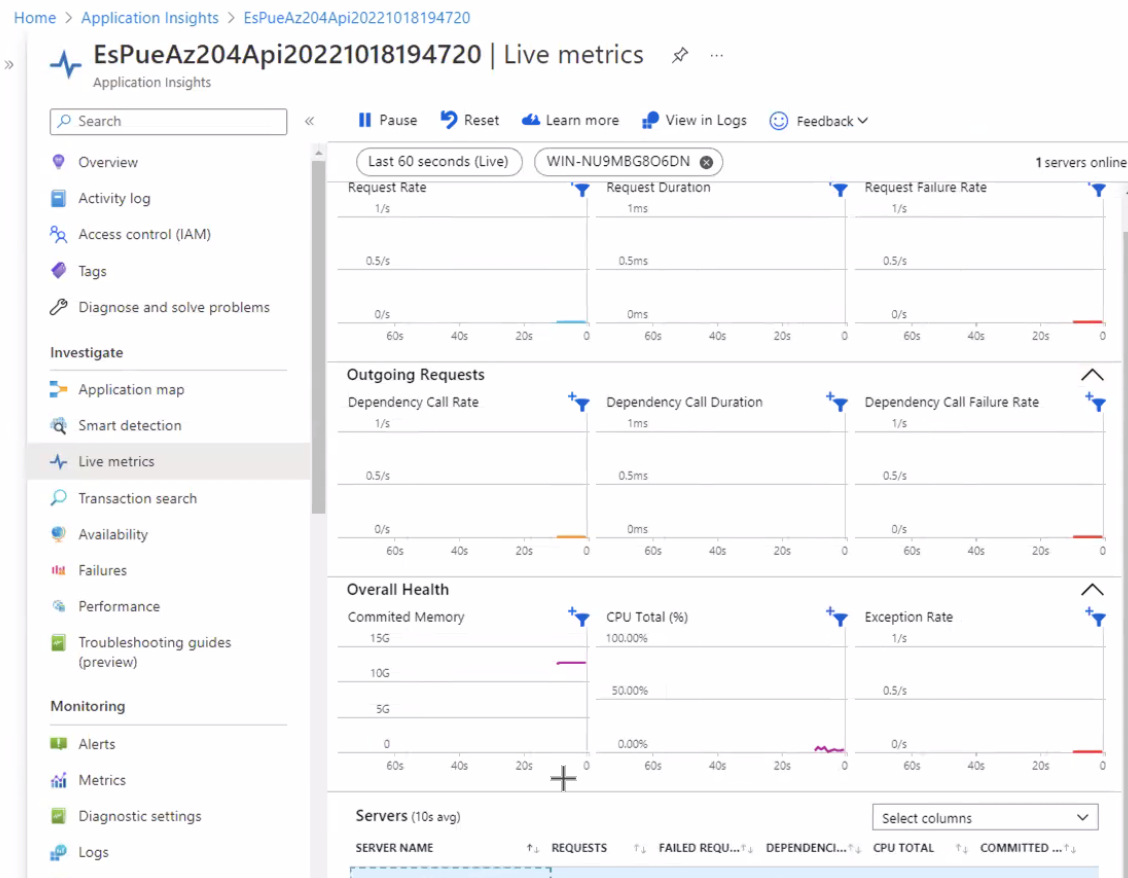 Home > Application Insights > EsPueAz204Api20221018194720
»
EsPueAz204Api20221018194720 | Live metrics ...
Application Insights
Search «
Overview
Activity log
Access control (IAM)
Tags
Diagnose and solve problems
Investigate
Application map
Smart detection
Live metrics
Transaction search
Availability
Failures
Performance
Troubleshooting guides
(preview)
Monitoring
Alerts
Metrics
Diagnostic settings
Logs
Pause Reset Learn more View in Logs Feedback
Last 60 seconds (Live) WIN-NU9MBG8O6DN 1 servers online
Request Rate Request Duration Request Failure Rate
1/s 1ms 1/s
0.5/s 0.5ms 0.5/s
0/s 0ms 0/s
60s 40s 20s 0 60s 40s 20s 0 60s 40s 20s 0
Outgoing Requests
Dependency Call Rate Dependency Call Duration Dependency Call Failure Rate
1/s 1ms 1/s
0.5/s 0.5ms 0.5/s
0/s 0ms 0/s
60s 40s 20s 0 60s 40s 20s 0 60s 40s 20s 0
Overall Health
Commited Memory CPU Total (%) Exception Rate
15G 100.00% 1/s
10G 50.00% 0.5/s
5G
0 0.00% 0/s
60s 40s 20s 0 60s 40s 20s 0 60s 40s 20s 0
Servers (10s avg) Select columns
SERVER NAME ↑↓ REQUESTS ↑↓ FAILED REQU...↑↓ DEPENDENCI...↑↓ CPU TOTAL ↑↓ COMMITTED ...↑↓